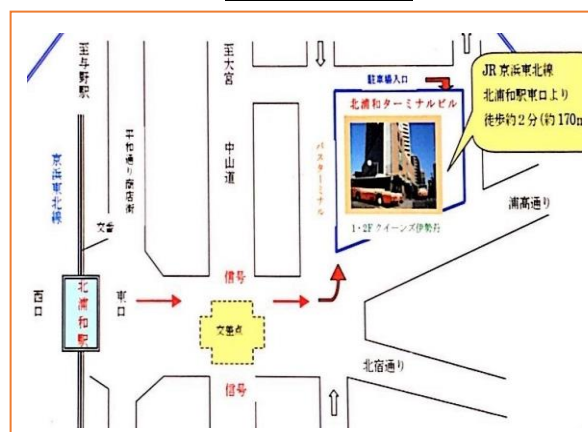 至与野駅
至大宮
駐車場入口
JR京浜東北線
北浦和駅東口より
徒歩約2分(約170m
北浦和ターミナルビル
京浜東北線
平和通り商店街
中山道
バスターミナル
浦高通り
交番
1・2Fクイーンズ伊勢丹
信号
西口
北浦和駅
東口
交差点
北宿通り
信号